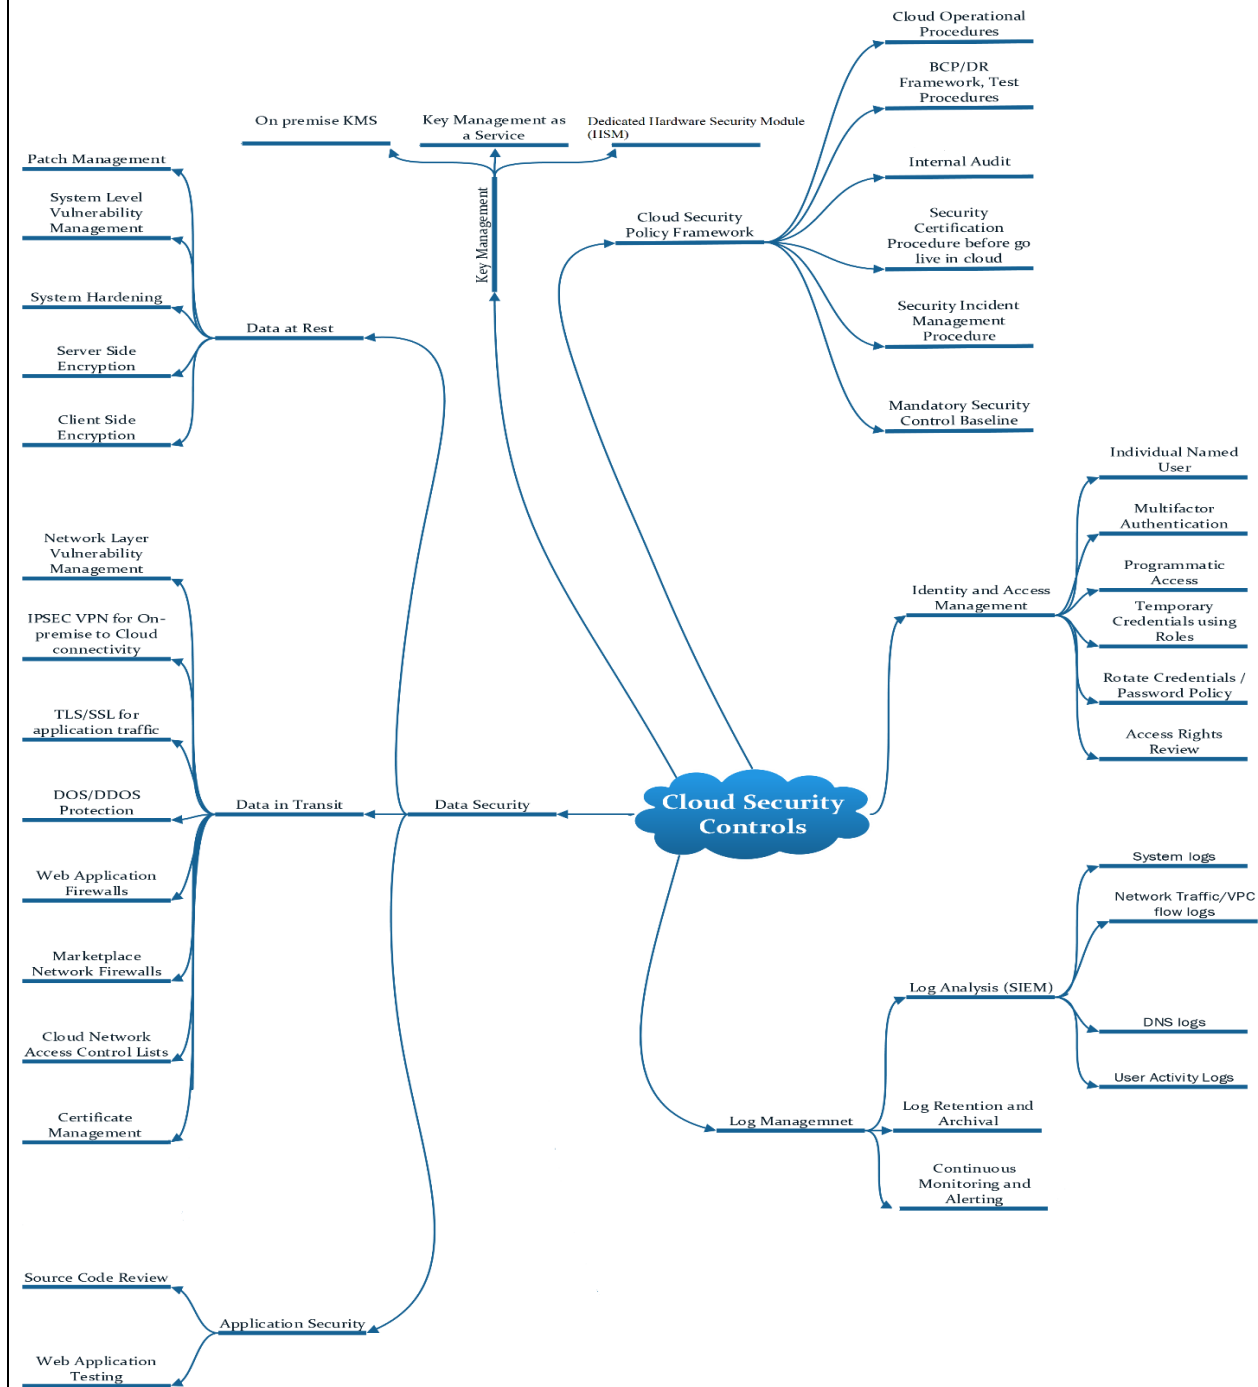 Cloud Operational
Procedures
BCP/DR
Framework, Test
Procedures
Internal Audit
Security
Certification
Procedure before go
live in cloud
Security Incident
Management
Procedure
Mandatory Security
Control Baseline
Cloud Security
Policy Framework
On premise KMS
Key Management as
a Service
Dedicated Hardware Security Module
(HSM)
Key Management
Patch Management
System Level
Vulnerability
Management
System Hardening
Server Side
Encryption
Client Side
Encryption
Data at Rest
Network Layer
Vulnerability
Management
IPSEC VPN for On-
premise to Cloud
connectivity
TLS/SSL for
application traffic
DOS/DDOS
Protection
Web Application
Firewalls
Marketplace
Network Firewalls
Cloud Network
Access Control Lists
Certificate
Management
Data in Transit
Data Security
Cloud Security
Controls
Identity and Access
Management
Individual Named
User
Multifactor
Authentication
Programmatic
Access
Temporary
Credentials using
Roles
Rotate Credentials /
Password Policy
Access Rights
Review
System logs
Network Traffic/VPC
flow logs
Log Analysis (SIEM)
DNS logs
User Activity Logs
Log Managemnet
Log Retention and
Archival
Continuous
Monitoring and
Alerting
Source Code Review
Application Security
Web Application
Testing